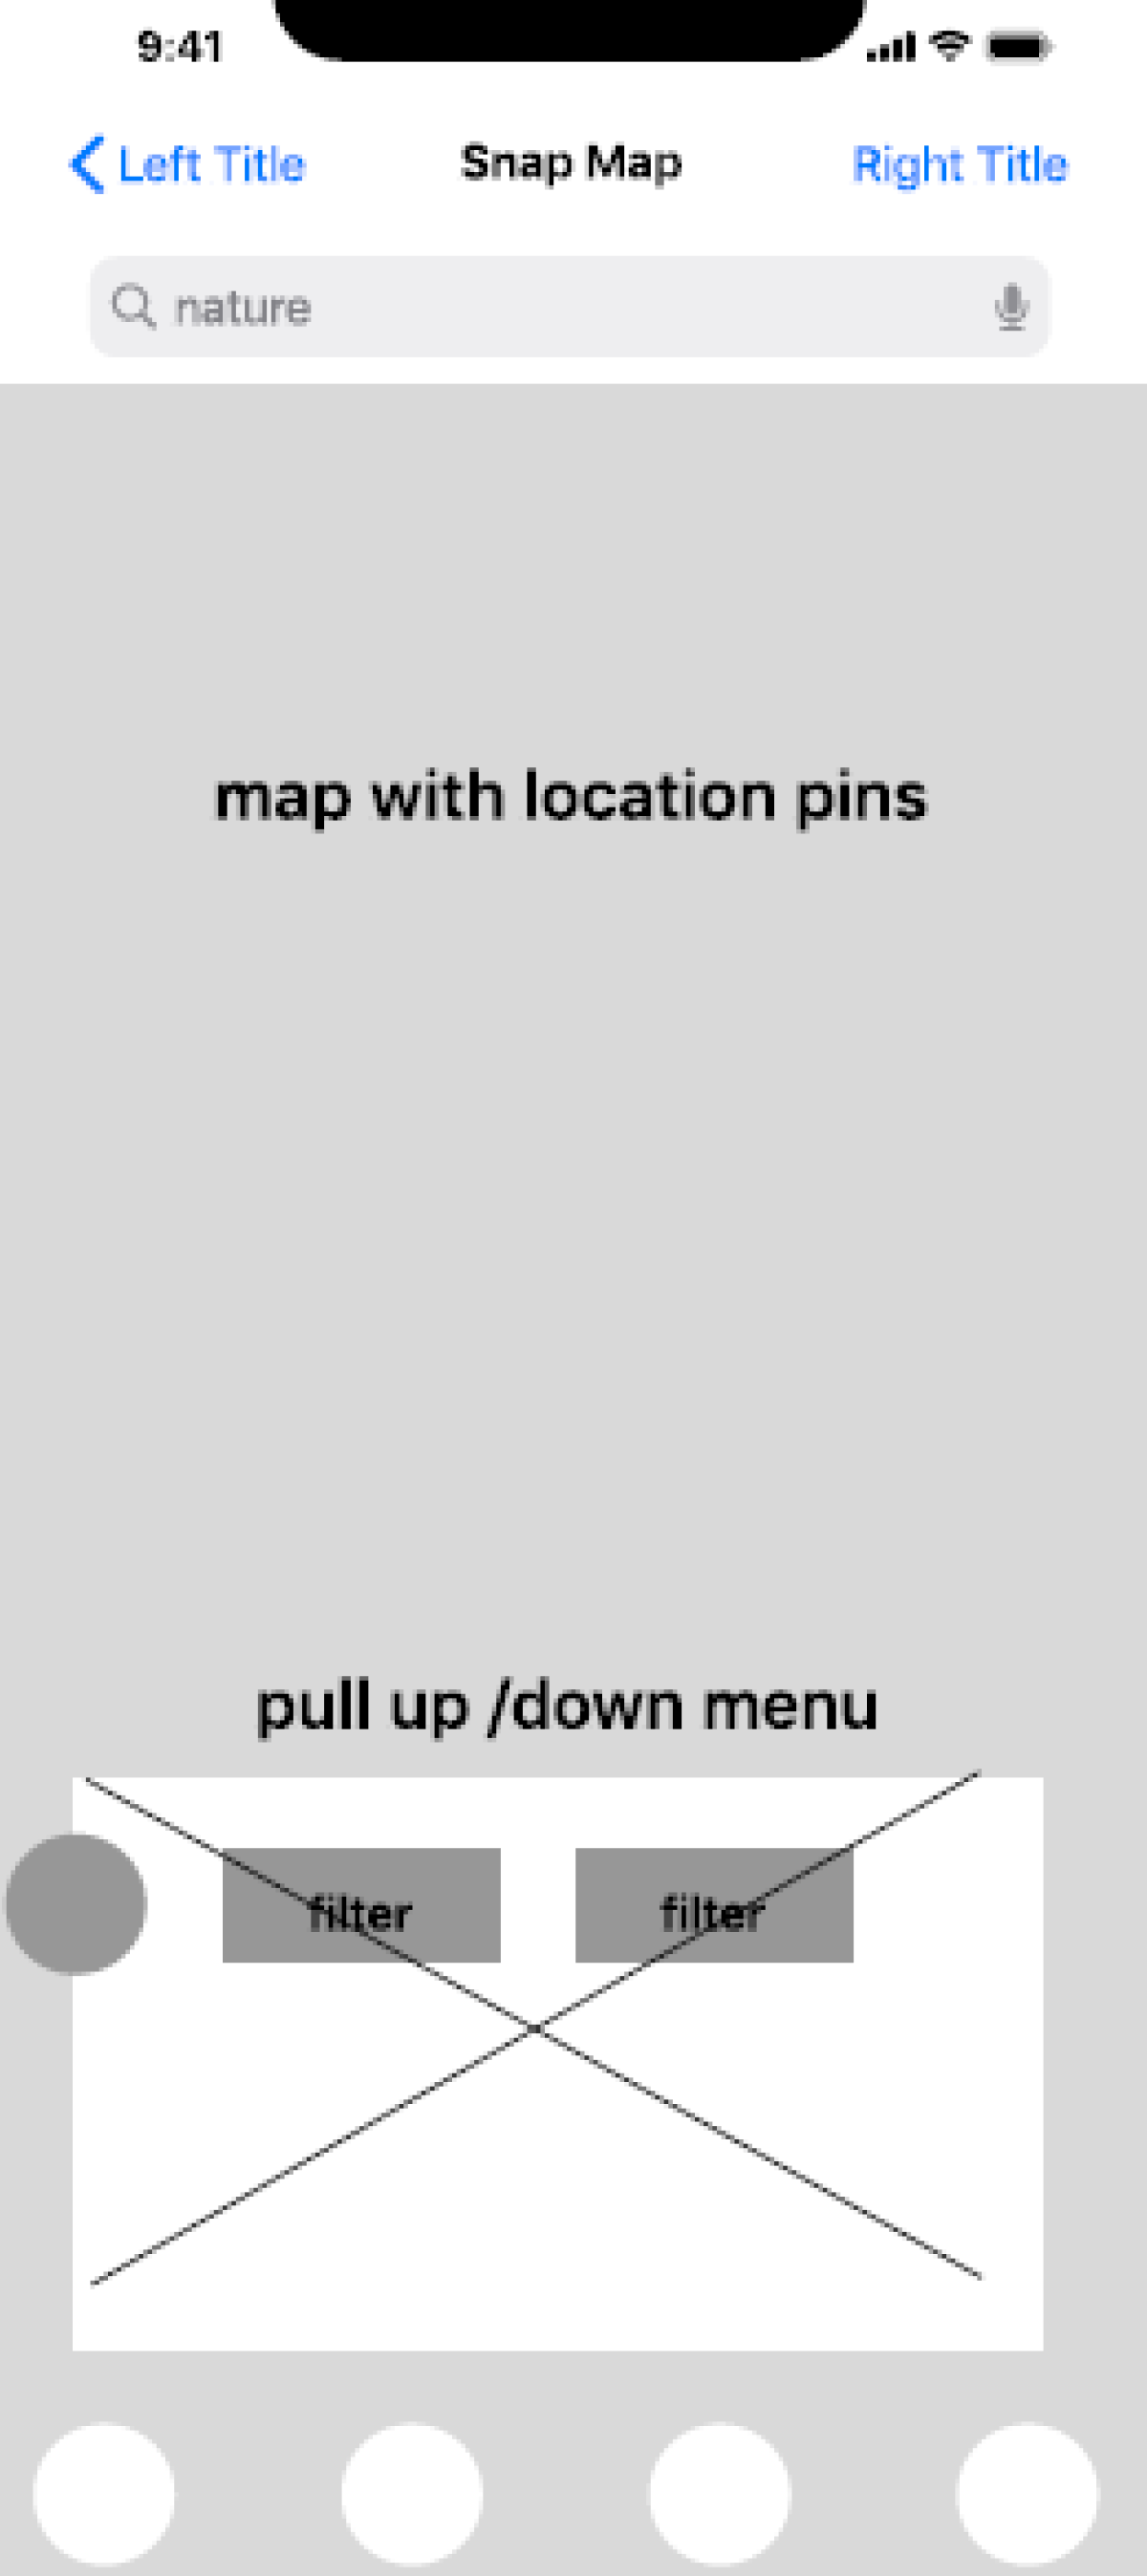 9:41
Left Title
Snap Map
Right Title
nature
map with location pins
pull up /down menu
filter
filter